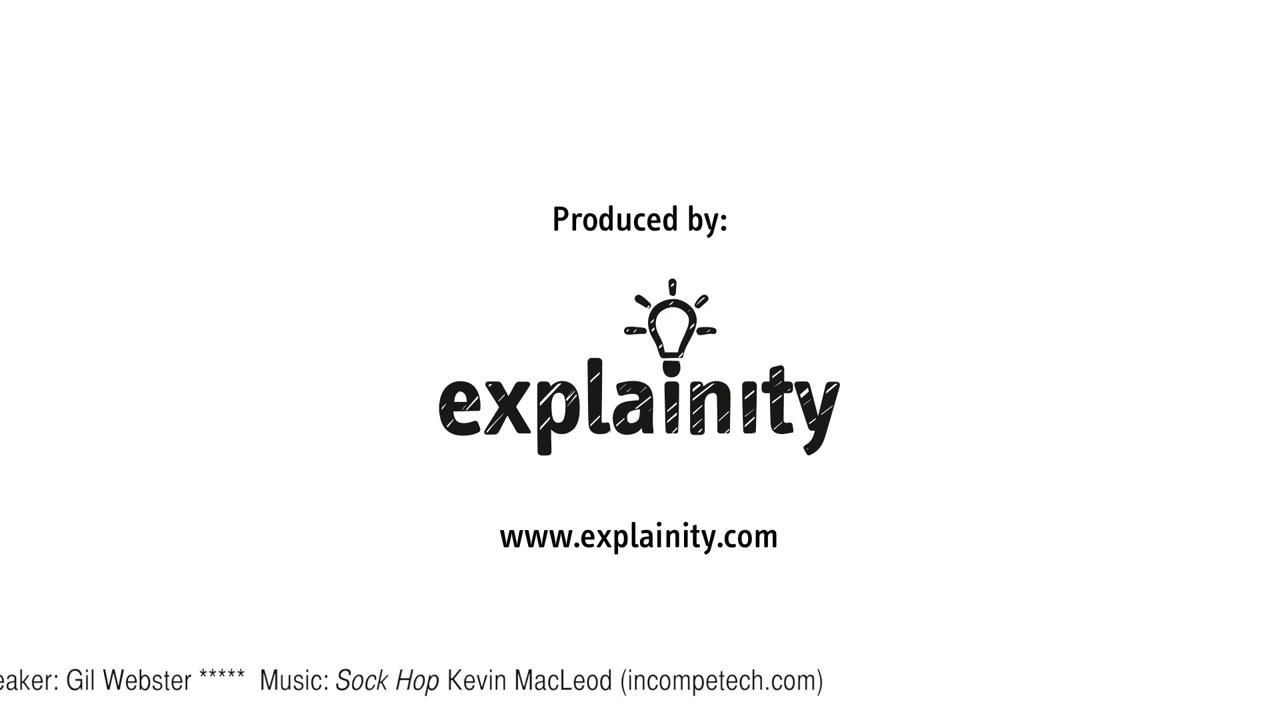 Produced by:
explainity
www.explainity.com
eaker: Gil Webster ***** Music: Sock Hop Kevin MacLeod (incompetech.com)